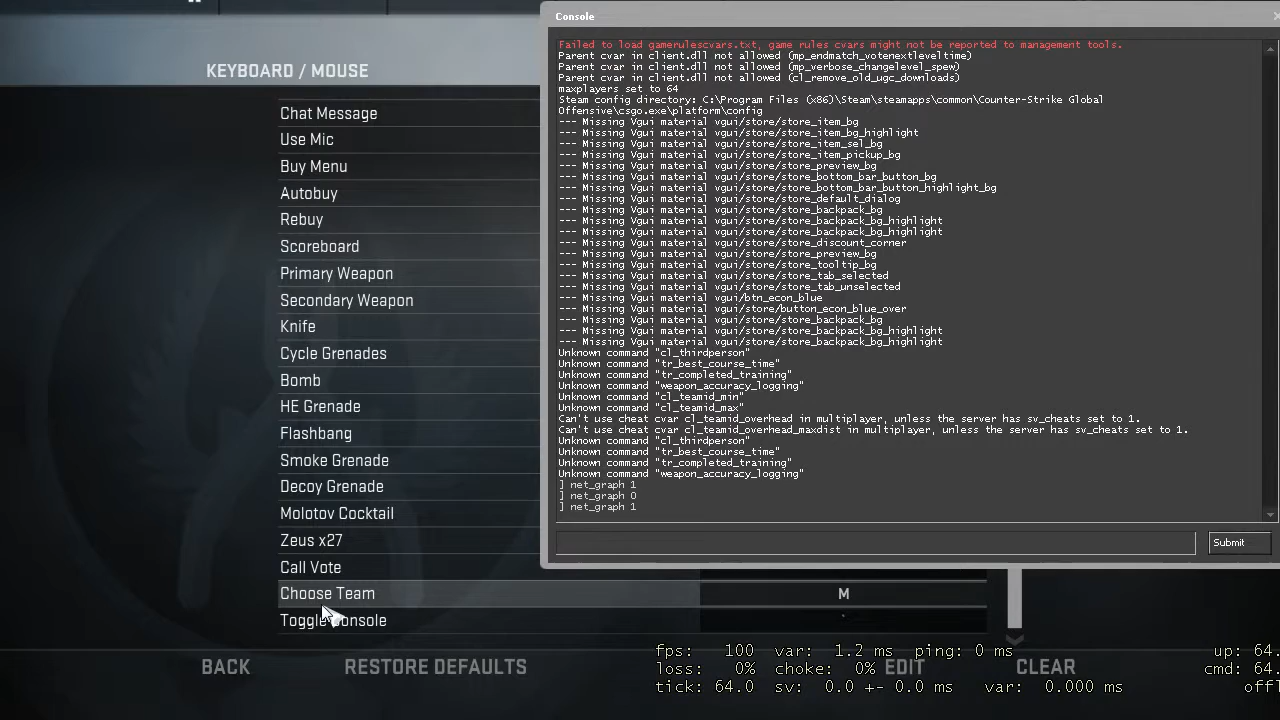 KEYBOARD / MOUSE
Chat Message
Use Mic
Buy Menu
Autobuy
Rebuy
Scoreboard
Primary Weapon
Secondary Weapon
Knife
Cycle Grenades
Bomb
HE Grenade
Flashbang
Smoke Grenade
Decoy Grenade
Molotov Cocktail
Zeus x27
Call Vote
Choose Team
M
Toggle Console
`
BACK
RESTORE DEFAULTS
EDIT
CLEAR
Console
Failed to load gamerulescvars.txt, game rules cvars might not be reported to management tools.
Parent cvar in client.dll not allowed (mp_endmatch_votenextleveltime)
Parent cvar in client.dll not allowed (mp_verbose_changelevel_spew)
Parent cvar in client.dll not allowed (cl_remove_old_ugc_downloads)
maxplayers set to 64
Steam config directory: C:\Program Files (x86)\Steam\steamapps\common\Counter-Strike Global
Offensive\csgo.exe\platform\config
--- Missing Vgui material vgui/store/store_item_bg
--- Missing Vgui material vgui/store/store_item_bg_highlight
--- Missing Vgui material vgui/store/store_item_sel_bg
--- Missing Vgui material vgui/store/store_item_pickup_bg
--- Missing Vgui material vgui/store/store_preview_bg
--- Missing Vgui material vgui/store/store_bottom_bar_button_bg
--- Missing Vgui material vgui/store/store_bottom_bar_button_highlight_bg
--- Missing Vgui material vgui/store/store_default_dialog
--- Missing Vgui material vgui/store/store_backpack_bg
--- Missing Vgui material vgui/store/store_backpack_bg_highlight
--- Missing Vgui material vgui/store/store_backpack_bg_highlight
--- Missing Vgui material vgui/store/store_discount_corner
--- Missing Vgui material vgui/store/store_preview_bg
--- Missing Vgui material vgui/store/store_tooltip_bg
--- Missing Vgui material vgui/store/store_tab_selected
--- Missing Vgui material vgui/store/store_tab_unselected
--- Missing Vgui material vgui/btn_econ_blue
--- Missing Vgui material vgui/store/button_econ_blue_over
--- Missing Vgui material vgui/store/store_backpack_bg
--- Missing Vgui material vgui/store/store_backpack_bg_highlight
--- Missing Vgui material vgui/store/store_backpack_bg_highlight
Unknown command "cl_thirdperson"
Unknown command "tr_best_course_time"
Unknown command "tr_completed_training"
Unknown command "weapon_accuracy_logging"
Unknown command "cl_teamid_min"
Unknown command "cl_teamid_max"
Can't use cheat cvar cl_teamid_overhead in multiplayer, unless the server has sv_cheats set to 1.
Can't use cheat cvar cl_teamid_overhead_maxdist in multiplayer, unless the server has sv_cheats set to 1.
Unknown command "cl_thirdperson"
Unknown command "tr_best_course_time"
Unknown command "tr_completed_training"
Unknown command "weapon_accuracy_logging"
] net_graph 1
] net_graph 0
] net_graph 1
Submit
fps: 100 var: 1.2 ms ping: 0 ms up: 64.
loss: 0% choke: 0% cmd: 64.
tick: 64.0 sv: 0.0 +- 0.0 ms var: 0.000 ms offl